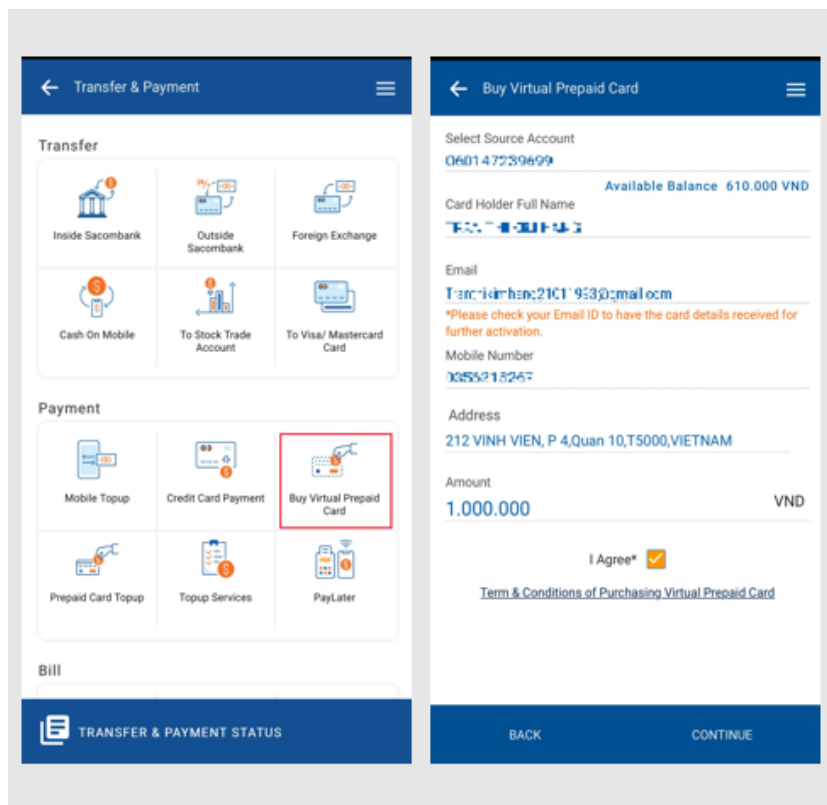 Transfer & Payment
Transfer
Inside Sacombank
Outside
Sacombank
Foreign Exchange
Cash On Mobile
To Stock Trade
Account
To Visa/ Mastercard
Card
Payment
Mobile Topup
Credit Card Payment
Buy Virtual Prepaid
Card
Prepaid Card Topup
Topup Services
PayLater
Bill
TRANSFER & PAYMENT STATUS
Buy Virtual Prepaid Card
Select Source Account
Available Balance 610.000 VND
Card Holder Full Name
Email
*Please check your Email ID to have the card details received for
further activation.
Mobile Number
Address
212 VINH VIEN, P 4,Quan 10,T5000,VIETNAM
Amount
1.000.000 VND
I Agree*
Term & Conditions of Purchasing Virtual Prepaid Card
BACK CONTINUE